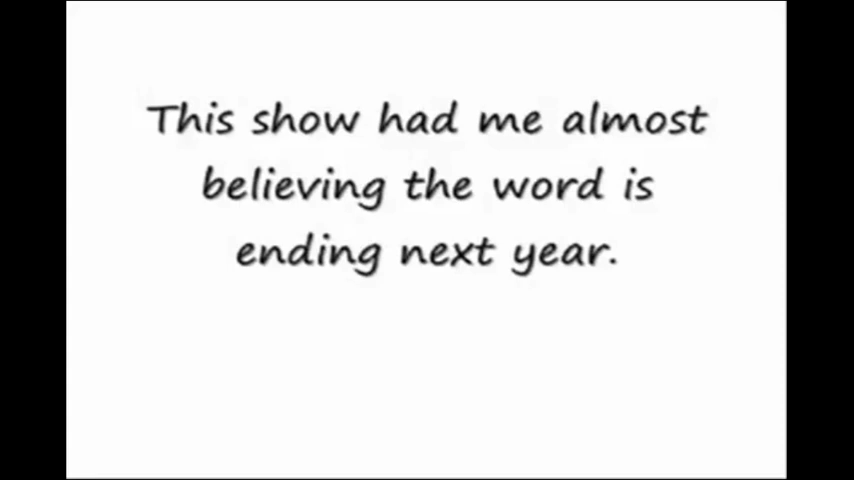 This show had me almost
believing the word is
ending next year.